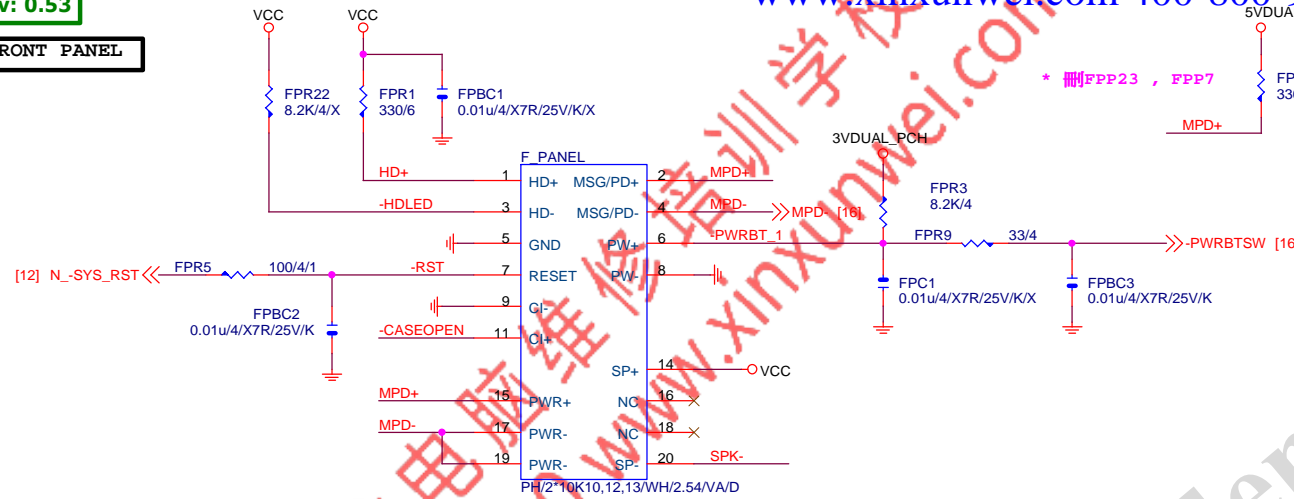 v: 0.53
RONT PANEL
VCC
VCC
FPR22
8.2K/4/X
FPR1
330/6
FPBC1
0.01u/4/X7R/25V/K/X
* 删FPP23 , FPP7
5VDUA
MPD+
3VDUAL_PCH
F_PANEL
HD+ 1 HD+ MSG/PD+ 2 MPD+
-HDLED 3 HD- MSG/PD- 4 MPD- MPD- [16]
5 GND PW+ 6 -PWRBT_1
FPR3
8.2K/4
FPR9 33/4 -PWRBTSW [16
[12] N_-SYS_RST FPR5 100/4/1 -RST 7 RESET PW- 8
FPC1
0.01u/4/X7R/25V/K/X
FPBC3
0.01u/4/X7R/25V/K
FPBC2
0.01u/4/X7R/25V/K
9 CI-
-CASEOPEN 11 CI+
SP+ 14 VCC
MPD+ 15 PWR+ NC 16
MPD- 17 PWR- NC 18
19 PWR- SP- 20 SPK-
PH/2*10K10,12,13/WH/2.54/VA/D
电脑维修培训学校
www.xinxunwei.com